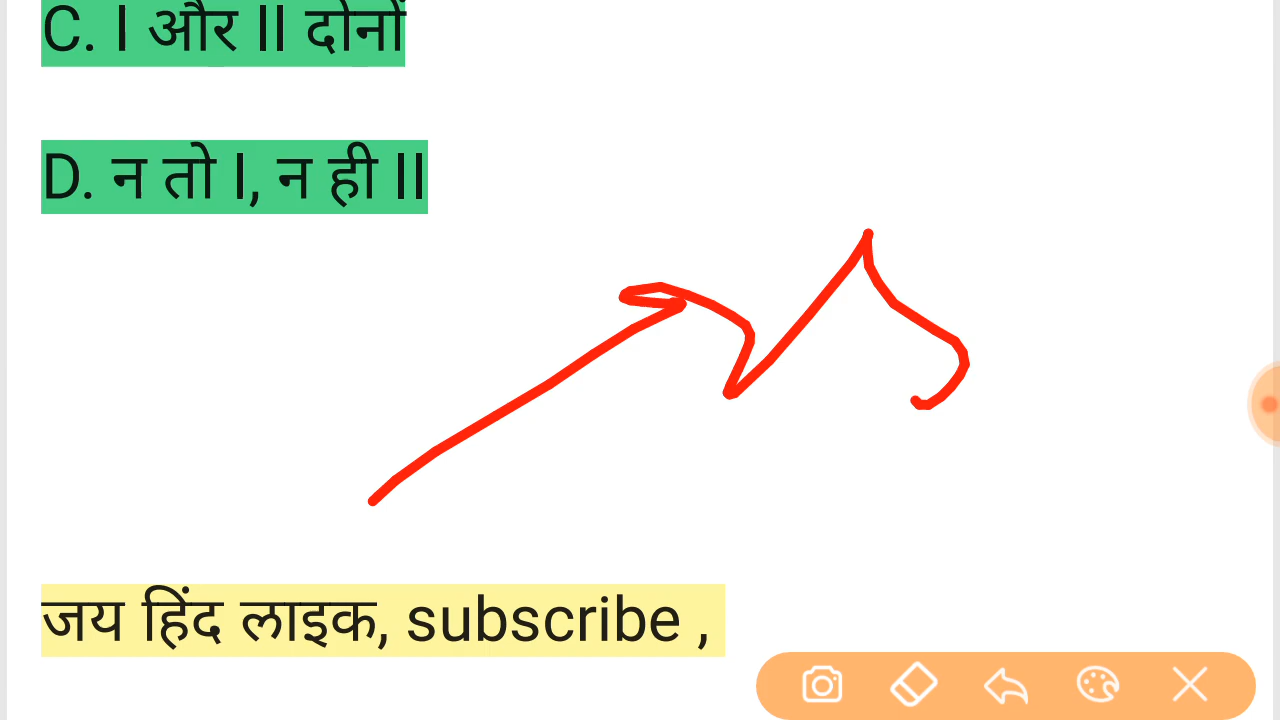 C. I और II दोनों
D. न तो I, न ही II
जय हिंद लाइक, subscribe ,